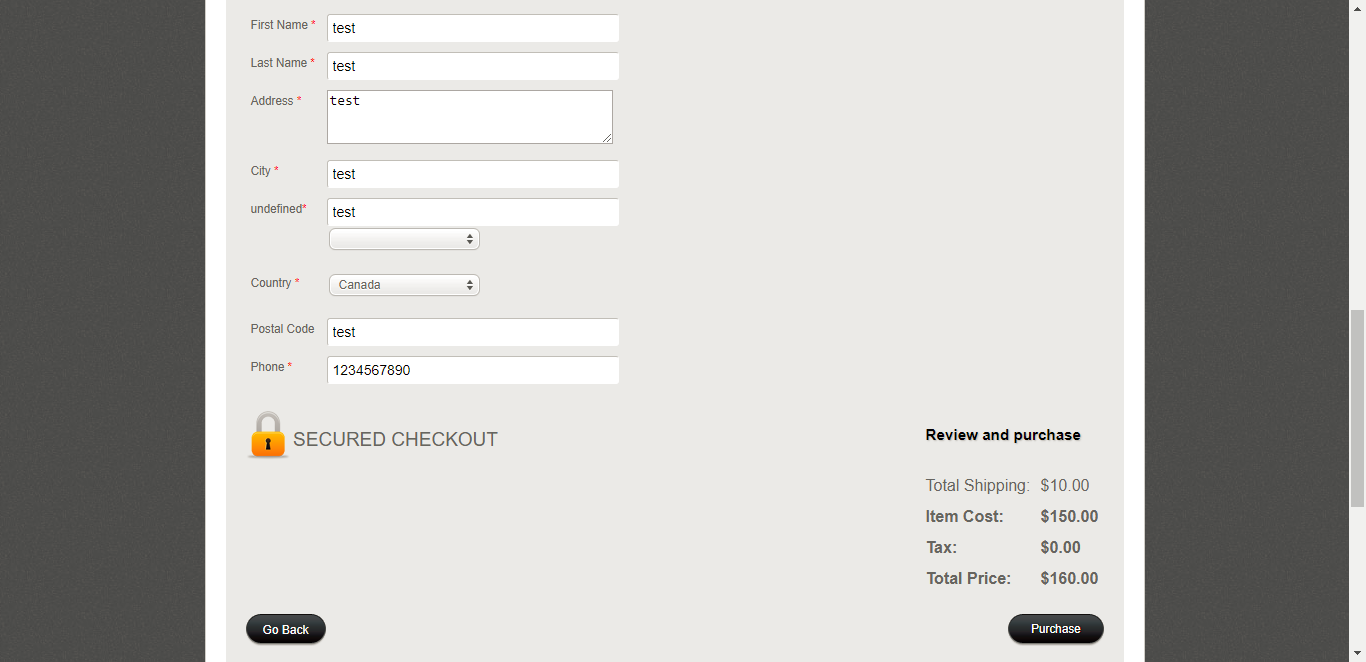 First Name * test
Last Name * test
Address * test
City * test
undefined* test
Country * Canada
Postal Code test
Phone * 1234567890
SECURED CHECKOUT
Review and purchase
Total Shipping: $10.00
Item Cost: $150.00
Tax: $0.00
Total Price: $160.00
Go Back
Purchase